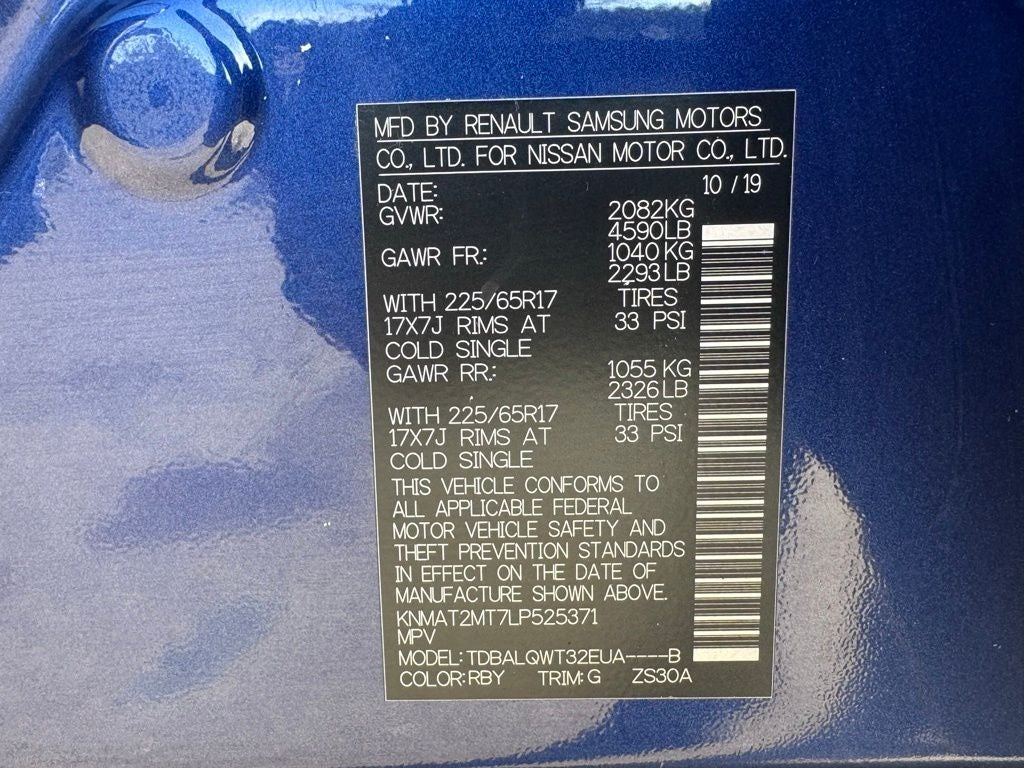 MFD BY RENAULT SAMSUNG MOTORS
CO., LTD. FOR NISSAN MOTOR CO., LTD.
DATE: 10 / 19
GVWR: 2082KG
4590LB
GAWR FR.: 1040 KG
2293 LB
WITH 225/65R17 TIRES
17X7J RIMS AT 33 PSI
COLD SINGLE
GAWR RR.: 1055 KG
2326 LB
WITH 225/65R17 TIRES
17X7J RIMS AT 33 PSI
COLD SINGLE
THIS VEHICLE CONFORMS TO
ALL APPLICABLE FEDERAL
MOTOR VEHICLE SAFETY AND
THEFT PREVENTION STANDARDS
IN EFFECT ON THE DATE OF
MANUFACTURE SHOWN ABOVE.
KNMAT2MT7LP525371
MPV
MODEL: TDBALQWT32EUA----B
COLOR: RBY TRIM: G ZS30A